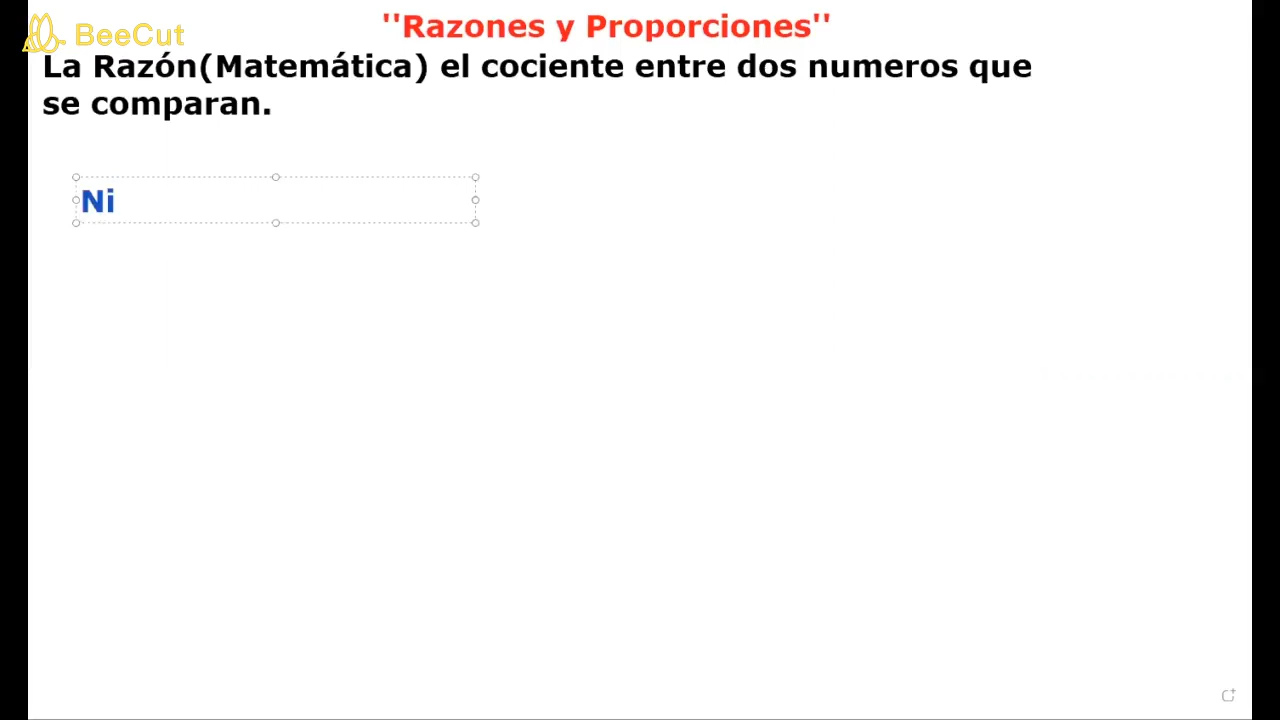 BeeCut
''Razones y Proporciones''
La Razón(Matemática) el cociente entre dos numeros que
se comparan.
Ni